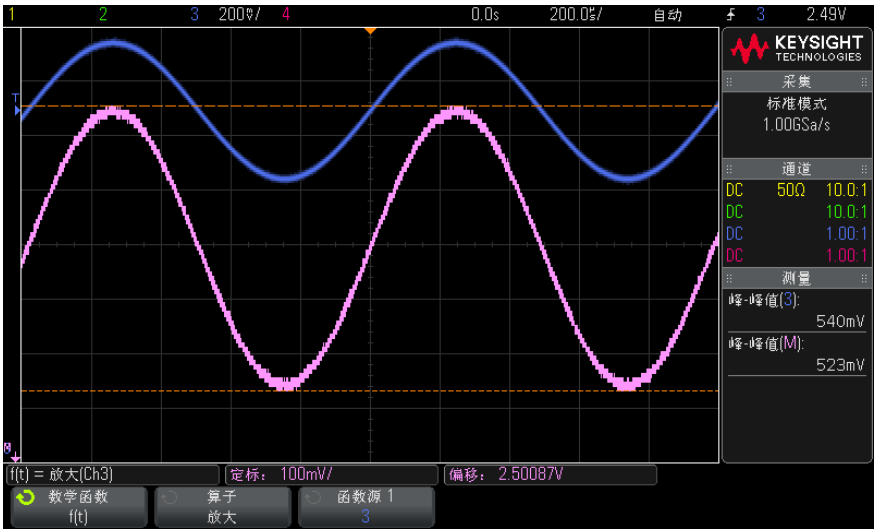 1 2 3 200♉/ 4 0.0s 200.0㎲/ 自动 3 2.49V
KEYSIGHT
TECHNOLOGIES
采集
标准模式
1.00GSa/s
通道
DC 50Ω 10.0:1
DC 10.0:1
DC 1.00:1
DC 1.00:1
测量
峰-峰值(3):
540mV
峰-峰值(M):
523mV
f(t) = 放大(Ch3) 定标: 100mV/ 偏移: 2.50087V
数学函数 算子 函数源 1
f(t) 放大 3